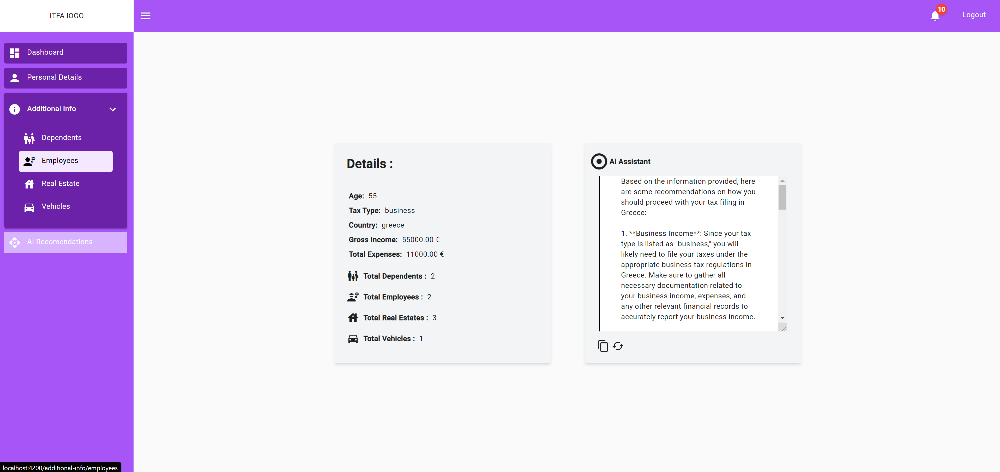 ITFA lOGO
10
Logout
Dashboard
Personal Details
Additional Info
Dependents
Employees
Real Estate
Vehicles
AI Recomendations
Details :
Age: 55
Tax Type: business
Country: greece
Gross Income: 55000.00 €
Total Expenses: 11000.00 €
Total Dependents : 2
Total Employees : 2
Total Real Estates : 3
Total Vehicles : 1
Ai Assistant
Based on the information provided, here
are some recommendations on how you
should proceed with your tax filing in
Greece:
1. **Business Income**: Since your tax
type is listed as "business," you will
likely need to file your taxes under the
appropriate business tax regulations in
Greece. Make sure to gather all
necessary documentation related to
your business income, expenses, and
any other relevant financial records to
accurately report your business income.
localhost:4200/additional-info/employees